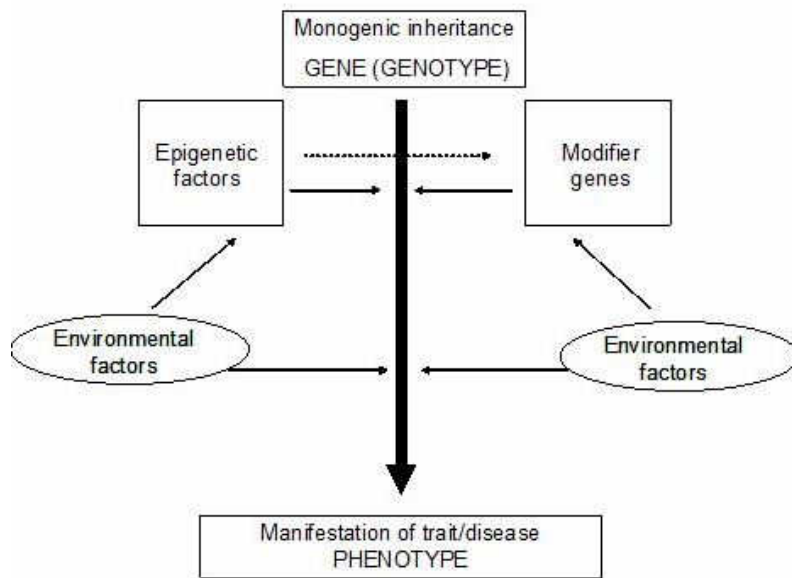 Monogenic inheritance
GENE (GENOTYPE)
Epigenetic
factors
Modifier
genes
Environmental
factors
Environmental
factors
Manifestation of trait/disease
PHENOTYPE